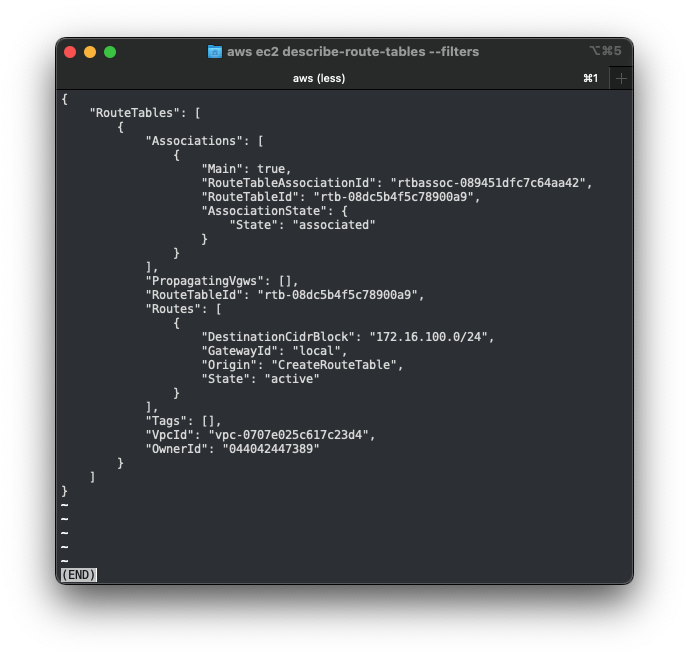 aws ec2 describe-route-tables --filters ⌥⌘5
aws (less) ⌘1 +
{
    "RouteTables": [
        {
            "Associations": [
                {
                    "Main": true,
                    "RouteTableAssociationId": "rtbassoc-089451dfc7c64aa42",
                    "RouteTableId": "rtb-08dc5b4f5c78900a9",
                    "AssociationState": {
                        "State": "associated"
                    }
                }
            ],
            "PropagatingVgws": [],
            "RouteTableId": "rtb-08dc5b4f5c78900a9",
            "Routes": [
                {
                    "DestinationCidrBlock": "172.16.100.0/24",
                    "GatewayId": "local",
                    "Origin": "CreateRouteTable",
                    "State": "active"
                }
            ],
            "Tags": [],
            "VpcId": "vpc-0707e025c617c23d4",
            "OwnerId": "044042447389"
        }
    ]
}
~
~
~
~
~
(END)